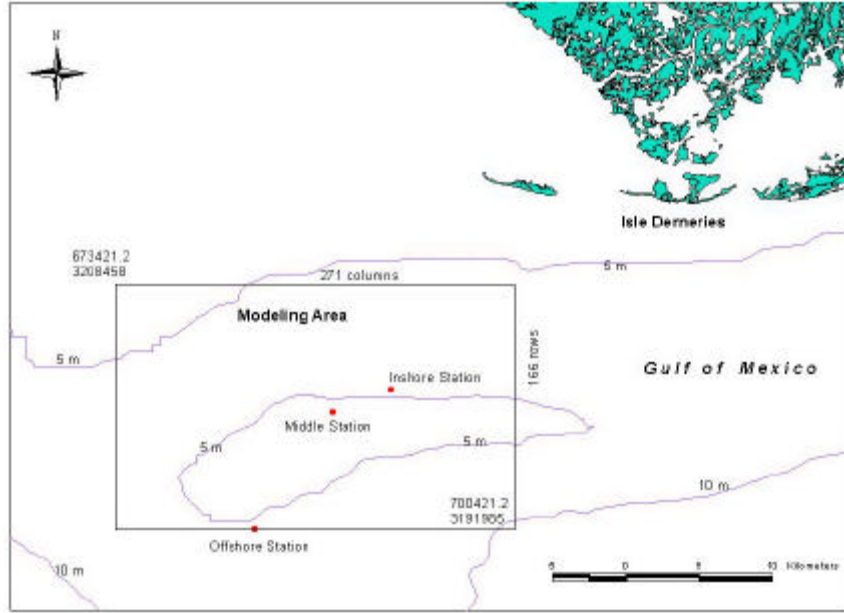 N
Isle Derneries
673421.2
3208458
5 m
271 columns
Modeling Area
166 rows
5 m
Gulf of Mexico
Inshore Station
Middle Station
5 m
5 m
10 m
700421.2
3191985
Offshore Station
10 m
5 0 5 10 Kilometers